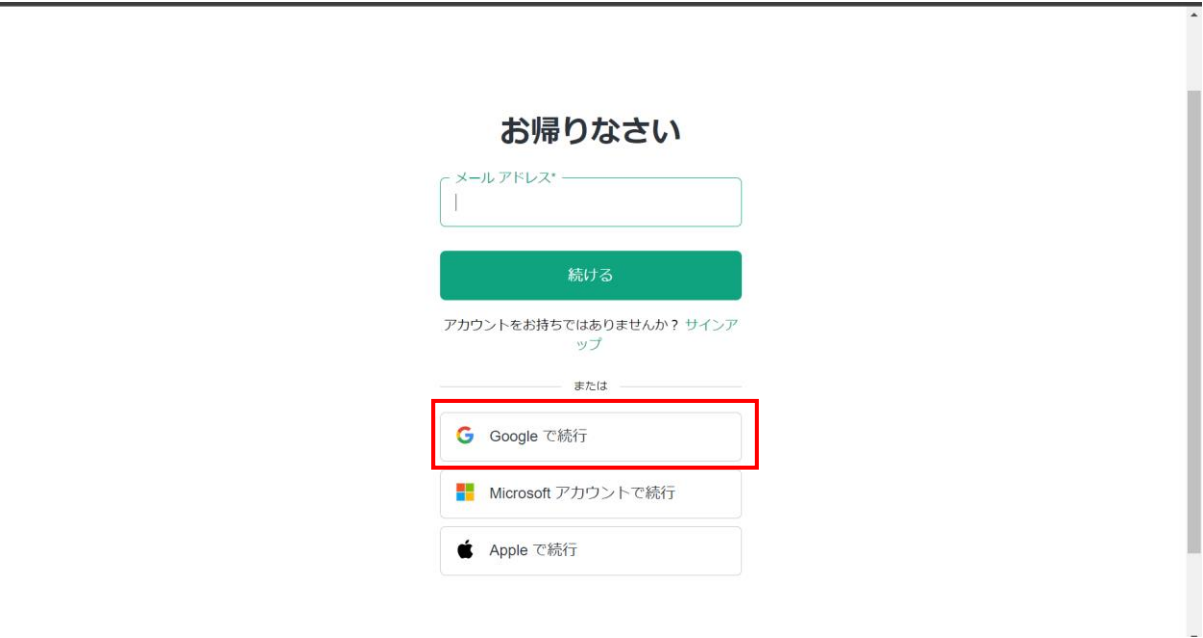 お帰りなさい
メール アドレス*
続ける
アカウントをお持ちではありませんか？ サインア
ップ
または
Google で続行
Microsoft アカウントで続行
Apple で続行